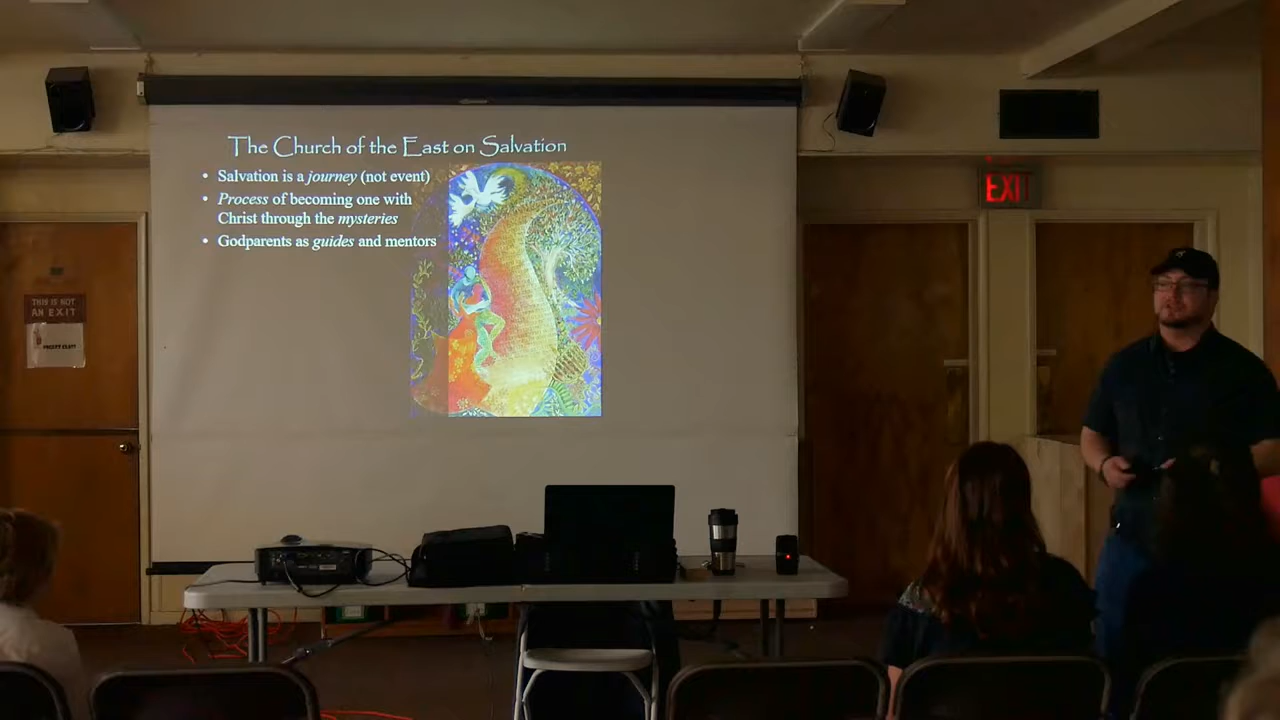 The Church of the East on Salvation
• Salvation is a journey (not event)
• Process of becoming one with
Christ through the mysteries
• Godparents as guides and mentors
EXIT
THIS IS NOT
AN EXIT